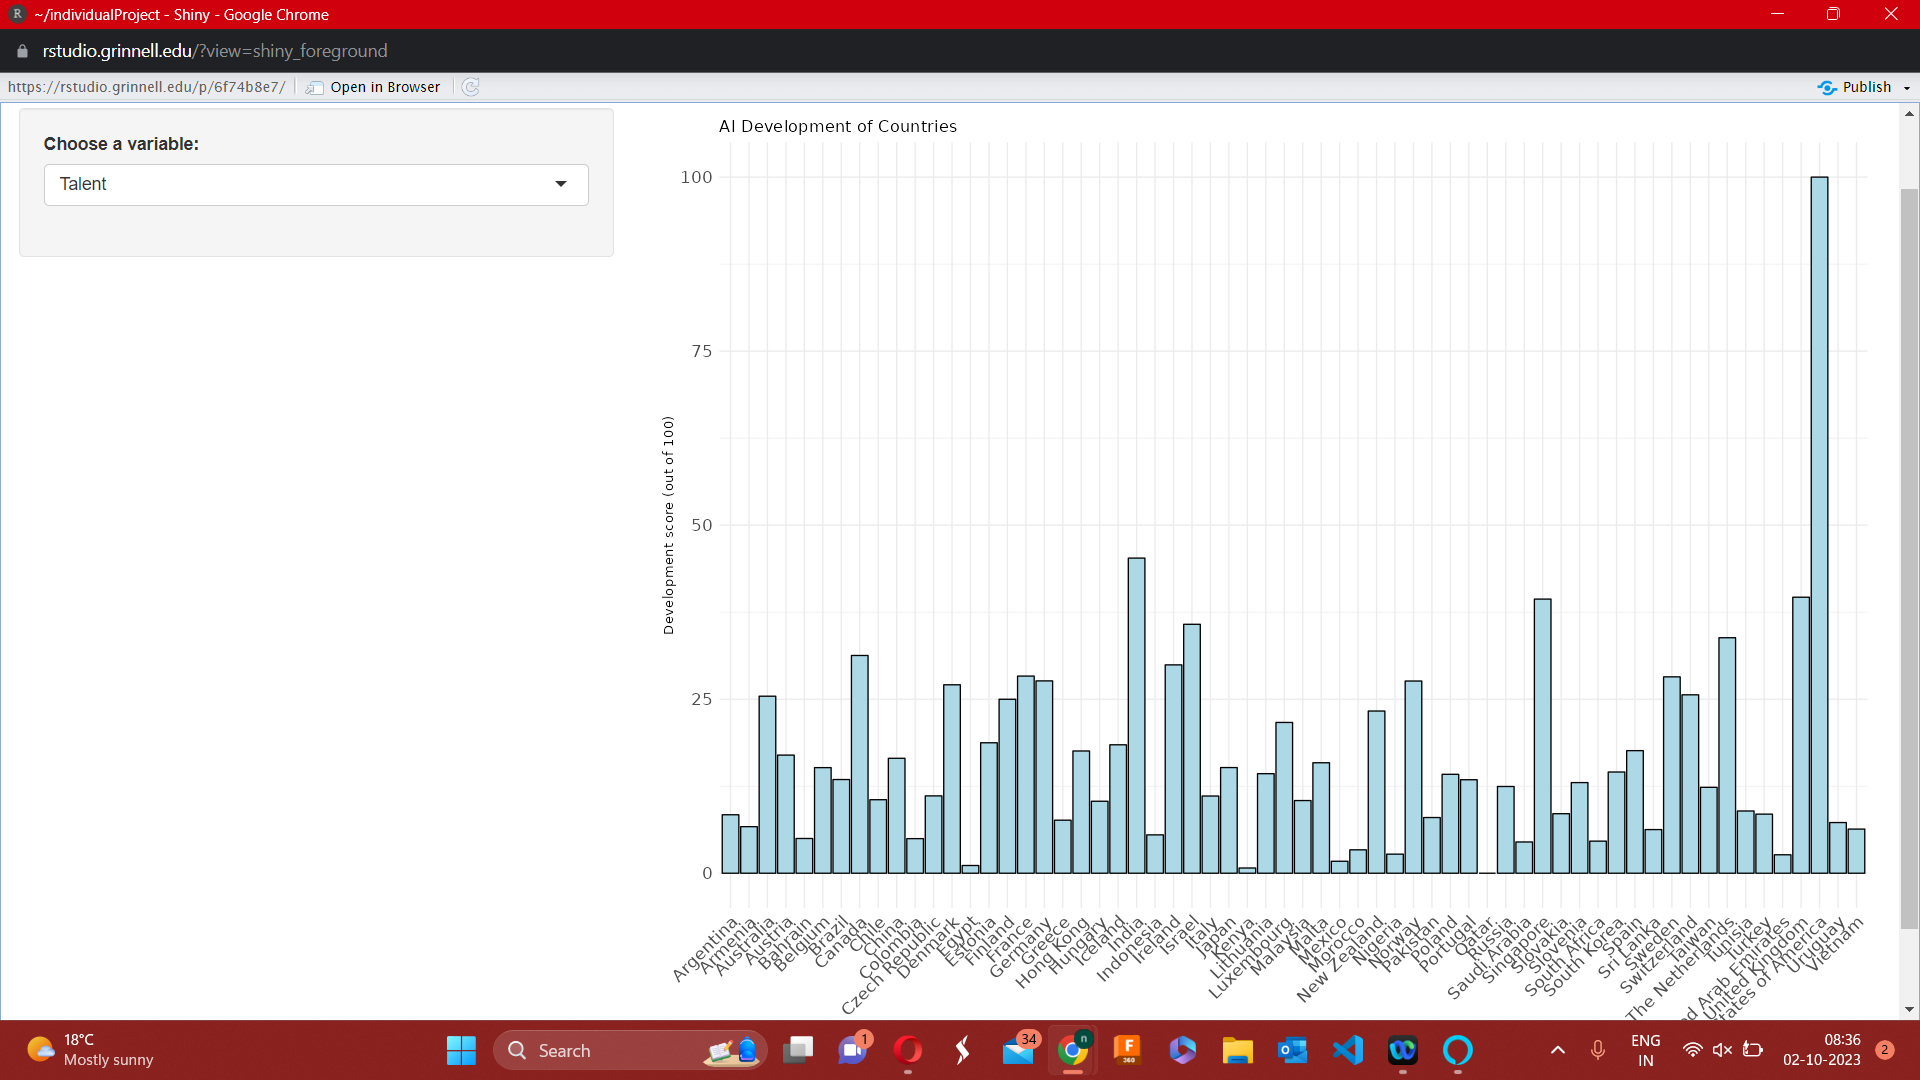 R ~/individualProject - Shiny - Google Chrome
rstudio.grinnell.edu/?view=shiny_foreground
https://rstudio.grinnell.edu/p/6f74b8e7/ Open in Browser Publish
Choose a variable:
Talent
AI Development of Countries
Development score (out of 100)
100
75
50
25
0
Argentina
Armenia
Australia
Austria
Bahrain
Belgium
Brazil
Canada
Chile
China
Colombia
Czech Republic
Denmark
Egypt
Estonia
Finland
France
Germany
Greece
Hong Kong
Hungary
Iceland
India
Indonesia
Ireland
Israel
Italy
Japan
Kenya
Lithuania
Luxembourg
Malaysia
Malta
Mexico
Morocco
New Zealand
Nigeria
Norway
Pakistan
Poland
Portugal
Qatar
Russia
Saudi Arabia
Singapore
Slovakia
Slovenia
South Africa
South Korea
Spain
Sri Lanka
Sweden
Switzerland
Taiwan
The Netherlands
Tunisia
Turkey
d Arab Emirates
United Kingdom
tates of America
Uruguay
Vietnam
18°C
Mostly sunny
Search
1
34
n
F
360
ENG
IN
08:36
02-10-2023
2